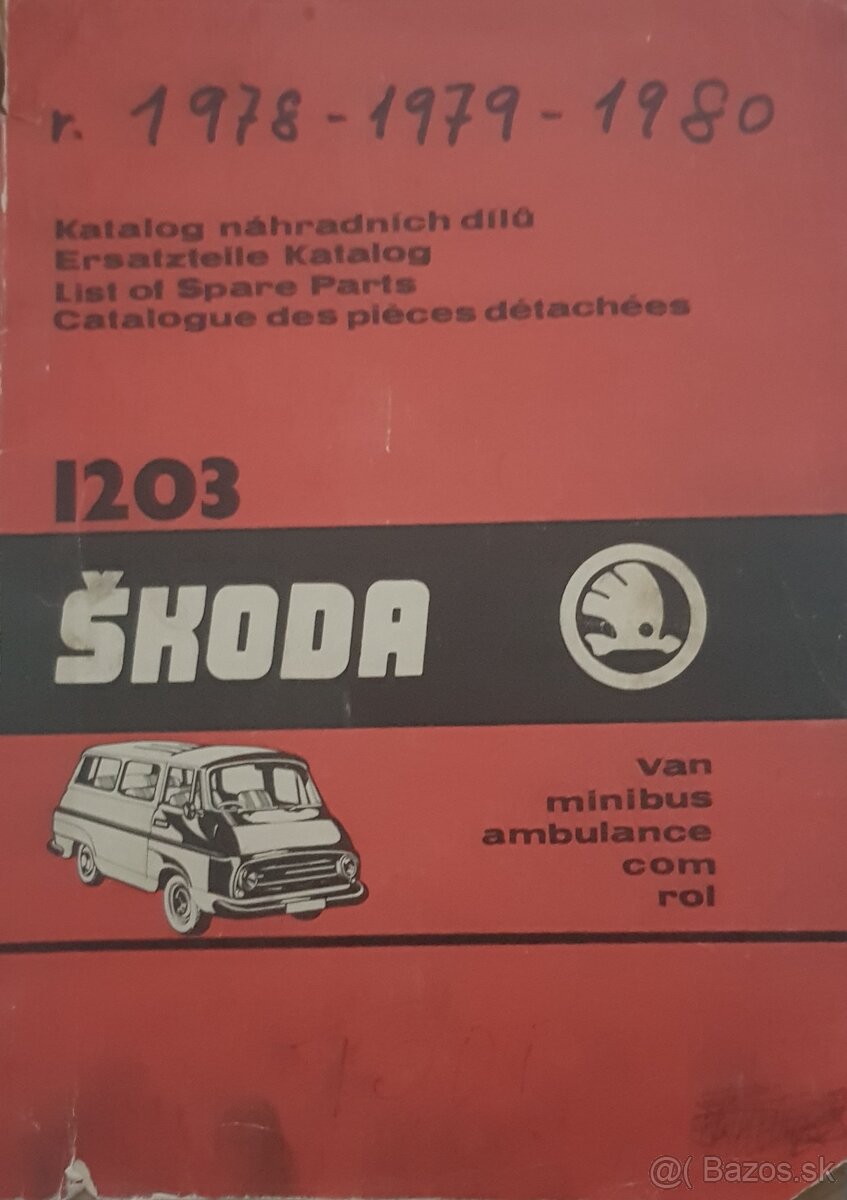 r. 1978 - 1979 - 1980
Katalog náhradních dílů
Ersatzteile Katalog
List of Spare Parts
Catalogue des pièces détachées
1203
ŠKODA
van
minibus
ambulance
com
rol
@( Bazos.sk